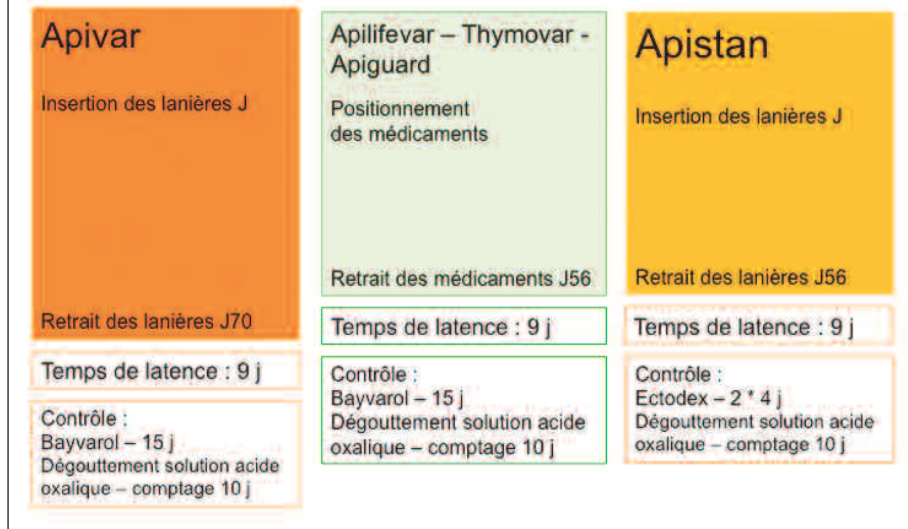 Apivar
Insertion des lanières J
Retrait des lanières J70
Temps de latence : 9 j
Contrôle :
Bayvarol – 15 j
Dégouttement solution acide
oxalique – comptage 10 j
Apilifevar – Thymovar -
Apiguard
Positionnement
des médicaments
Retrait des médicaments J56
Temps de latence : 9 j
Contrôle :
Bayvarol – 15 j
Dégouttement solution acide
oxalique – comptage 10 j
Apistan
Insertion des lanières J
Retrait des lanières J56
Temps de latence : 9 j
Contrôle :
Ectodex – 2 * 4 j
Dégouttement solution acide
oxalique – comptage 10 j